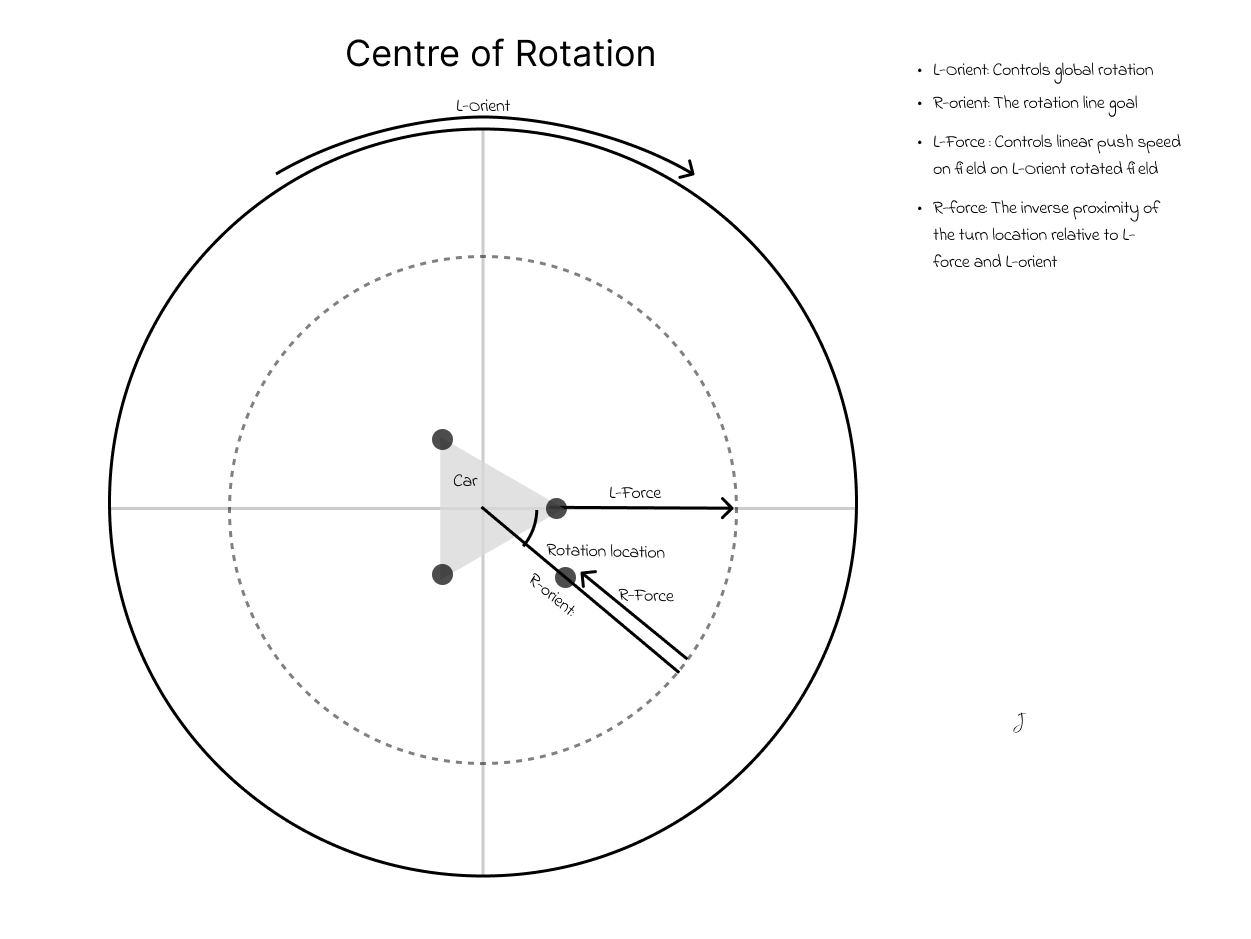 Centre of Rotation
L-Orient
• L-Orient: Controls global rotation
• R-orient: The rotation line goal
• L-Force : Controls linear push speed
on field on L-Orient rotated field
• R-force: The inverse proximity of
the turn location relative to L-
force and L-orient
Car
L-Force
Rotation location
R-orient:
R-Force
J